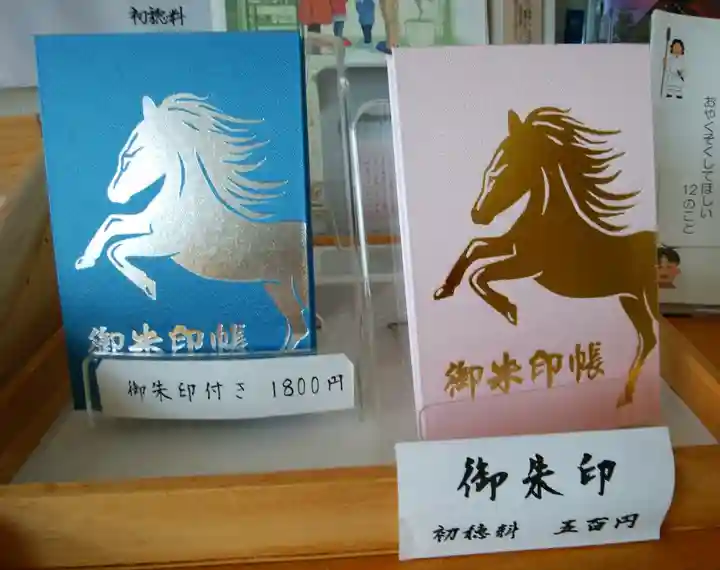 初穂料
御朱印帳
御朱印付き 1800円
御朱印帳
御朱印
初穂料 五百円
おやくそくしてほしい
12のこと